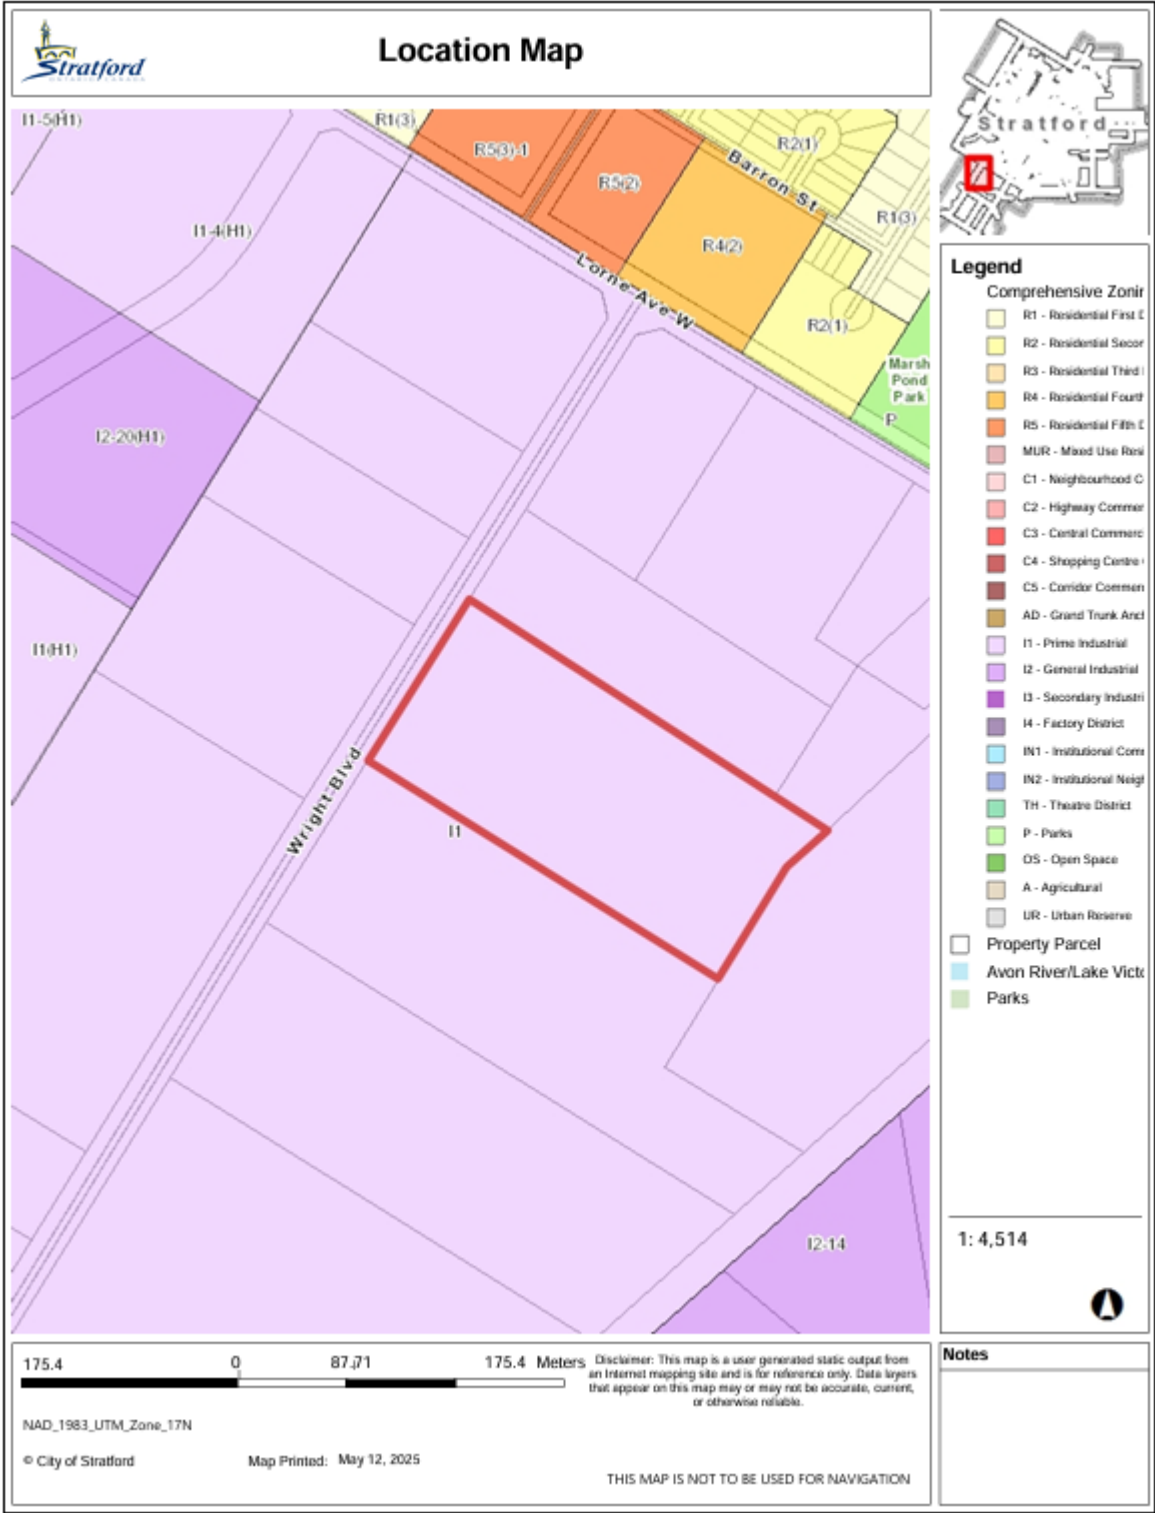 Stratford
Location Map
Stratford
I1-5(H1)
R1(3)
R5(3)-1
R2(1)
Barron St
R5(2)
R1(3)
I1-4(H1)
R4(2)
Lorne Ave W
R2(1)
Marsh
Pond
Park
P
I2-20(H1)
I1(H1)
Wright Blvd
I1
I2-14
Legend
Comprehensive Zonin
R1 - Residential First D
R2 - Residential Secon
R3 - Residential Third
R4 - Residential Fourth
R5 - Residential Fifth D
MUR - Mixed Use Resi
C1 - Neighbourhood C
C2 - Highway Commer
C3 - Central Commerc
C4 - Shopping Centre
C5 - Corridor Commen
AD - Grand Trunk Anch
I1 - Prime Industrial
I2 - General Industrial
I3 - Secondary Industri
I4 - Factory District
IN1 - Institutional Com
IN2 - Institutional Neigh
TH - Theatre District
P - Parks
OS - Open Space
A - Agricultural
UR - Urban Reserve
Property Parcel
Avon River/Lake Victo
Parks
1: 4,514
175.4 0 87.71 175.4 Meters
Disclaimer: This map is a user generated static output from
an Internet mapping site and is for reference only. Data layers
that appear on this map may or may not be accurate, current,
or otherwise reliable.
NAD_1983_UTM_Zone_17N
© City of Stratford Map Printed: May 12, 2025
THIS MAP IS NOT TO BE USED FOR NAVIGATION
Notes